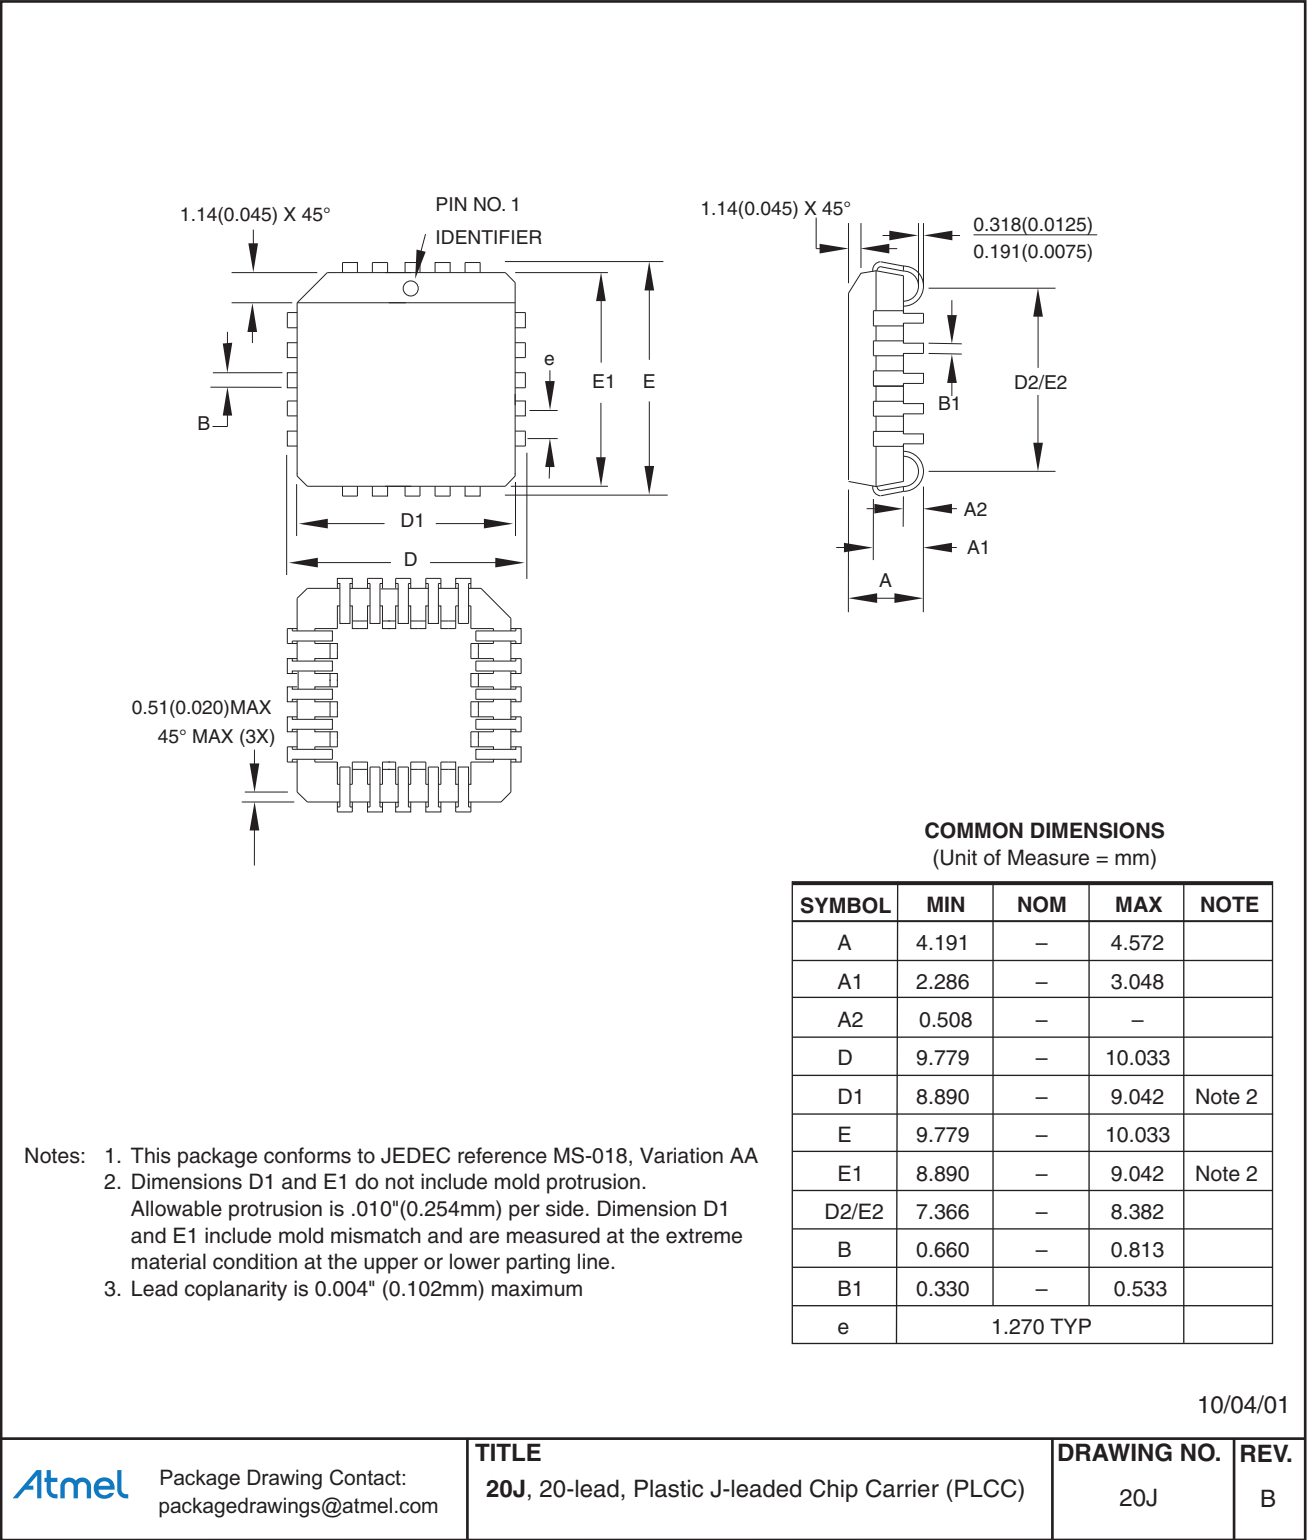 1.14(0.045) X 45°
PIN NO. 1
IDENTIFIER
1.14(0.045) X 45°
0.318(0.0125)
0.191(0.0075)
e
E1
E
B
D2/E2
B1
D1
D
A2
A1
A
0.51(0.020)MAX
45° MAX (3X)
COMMON DIMENSIONS
(Unit of Measure = mm)
SYMBOL MIN NOM MAX NOTE
A 4.191 – 4.572
A1 2.286 – 3.048
A2 0.508 – –
D 9.779 – 10.033
D1 8.890 – 9.042 Note 2
E 9.779 – 10.033
E1 8.890 – 9.042 Note 2
D2/E2 7.366 – 8.382
B 0.660 – 0.813
B1 0.330 – 0.533
e 1.270 TYP
Notes: 1. This package conforms to JEDEC reference MS-018, Variation AA
2. Dimensions D1 and E1 do not include mold protrusion.
Allowable protrusion is .010"(0.254mm) per side. Dimension D1
and E1 include mold mismatch and are measured at the extreme
material condition at the upper or lower parting line.
3. Lead coplanarity is 0.004" (0.102mm) maximum
10/04/01
Atmel
Package Drawing Contact:
packagedrawings@atmel.com
TITLE
20J, 20-lead, Plastic J-leaded Chip Carrier (PLCC)
DRAWING NO.
20J
REV.
B